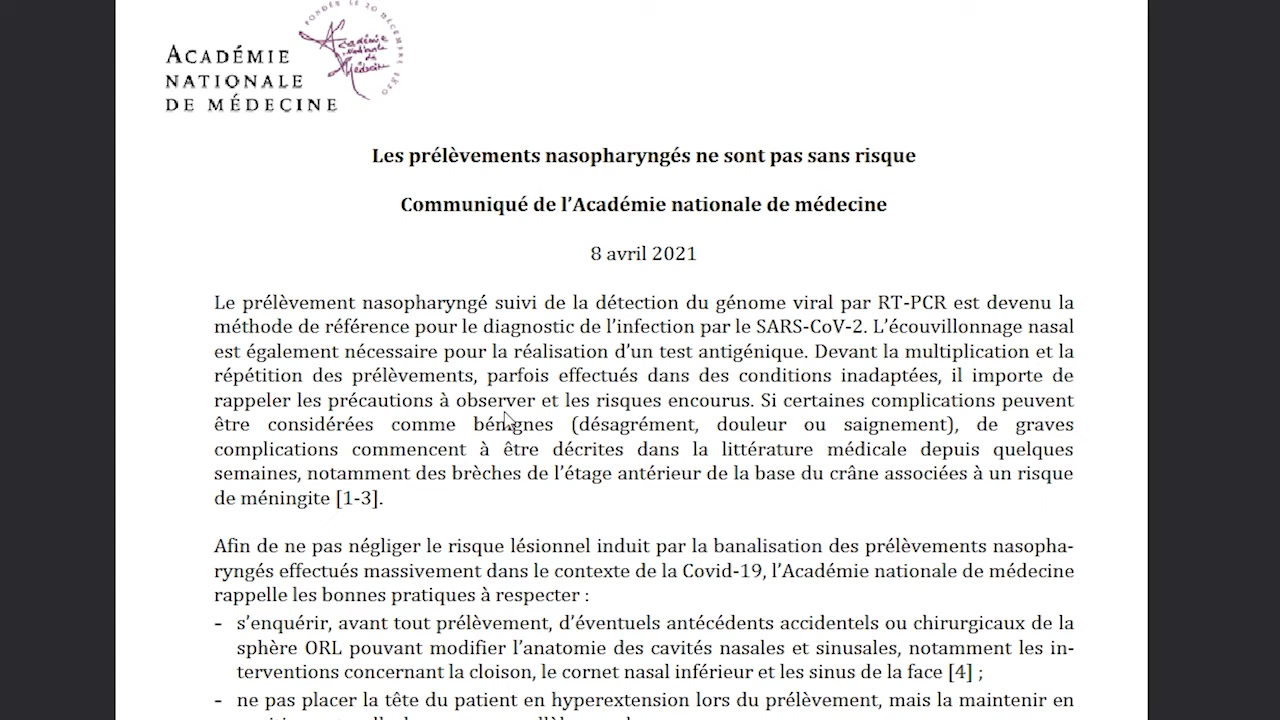 FONDÉE LE 20 DÉCEMBRE 1820
Académie
Nationale
de
Médecine
ACADÉMIE
NATIONALE
DE MÉDECINE
Les prélèvements nasopharyngés ne sont pas sans risque
Communiqué de l’Académie nationale de médecine
8 avril 2021
Le prélèvement nasopharyngé suivi de la détection du génome viral par RT-PCR est devenu la
méthode de référence pour le diagnostic de l’infection par le SARS-CoV-2. L’écouvillonnage nasal
est également nécessaire pour la réalisation d’un test antigénique. Devant la multiplication et la
répétition des prélèvements, parfois effectués dans des conditions inadaptées, il importe de
rappeler les précautions à observer et les risques encourus. Si certaines complications peuvent
être considérées comme bénignes (désagrément, douleur ou saignement), de graves
complications commencent à être décrites dans la littérature médicale depuis quelques
semaines, notamment des brèches de l’étage antérieur de la base du crâne associées à un risque
de méningite [1-3].
Afin de ne pas négliger le risque lésionnel induit par la banalisation des prélèvements nasopha-
ryngés effectués massivement dans le contexte de la Covid-19, l’Académie nationale de médecine
rappelle les bonnes pratiques à respecter :
- s’enquérir, avant tout prélèvement, d’éventuels antécédents accidentels ou chirurgicaux de la
sphère ORL pouvant modifier l’anatomie des cavités nasales et sinusales, notamment les in-
terventions concernant la cloison, le cornet nasal inférieur et les sinus de la face [4] ;
- ne pas placer la tête du patient en hyperextension lors du prélèvement, mais la maintenir en